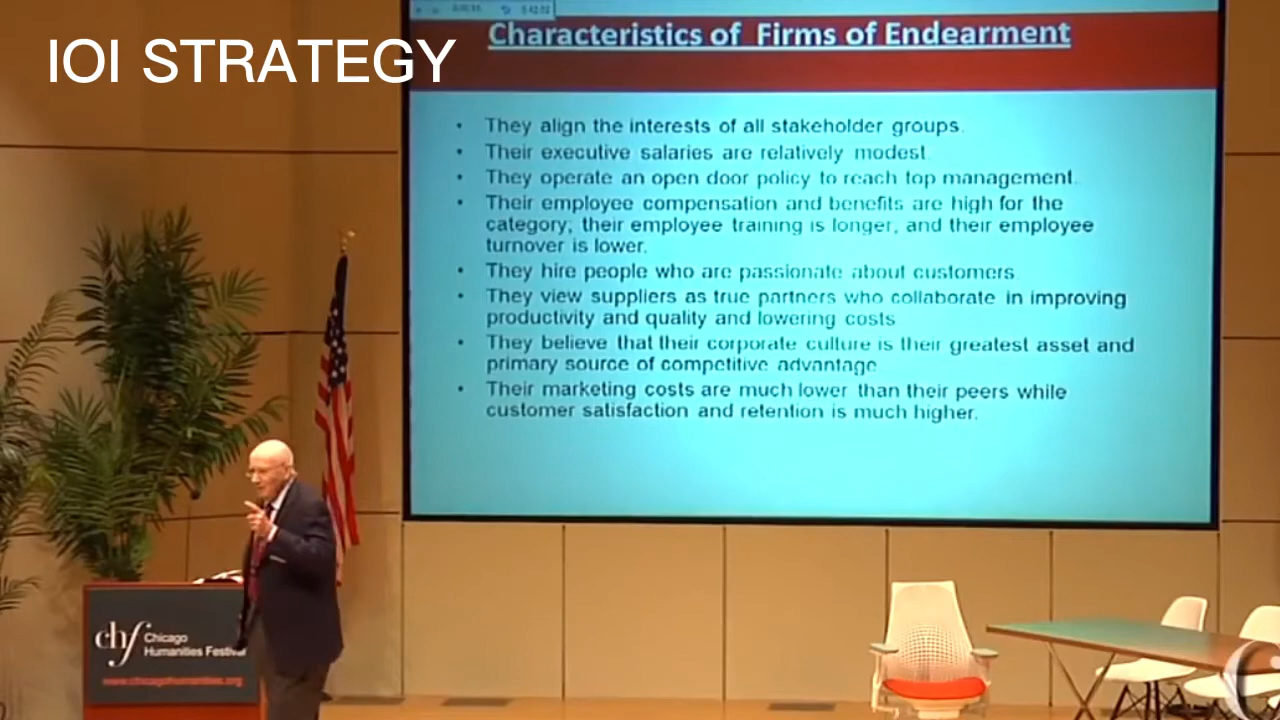 IOI STRATEGY
Characteristics of Firms of Endearment
• They align the interests of all stakeholder groups.
• Their executive salaries are relatively modest.
• They operate an open door policy to reach top management.
• Their employee compensation and benefits are high for the
category; their employee training is longer, and their employee
turnover is lower.
• They hire people who are passionate about customers.
• They view suppliers as true partners who collaborate in improving
productivity and quality and lowering costs
• They believe that their corporate culture is their greatest asset and
primary source of competitive advantage
• Their marketing costs are much lower than their peers while
customer satisfaction and retention is much higher.
chf Chicago
Humanities Festival
www.chicagohumanities.org